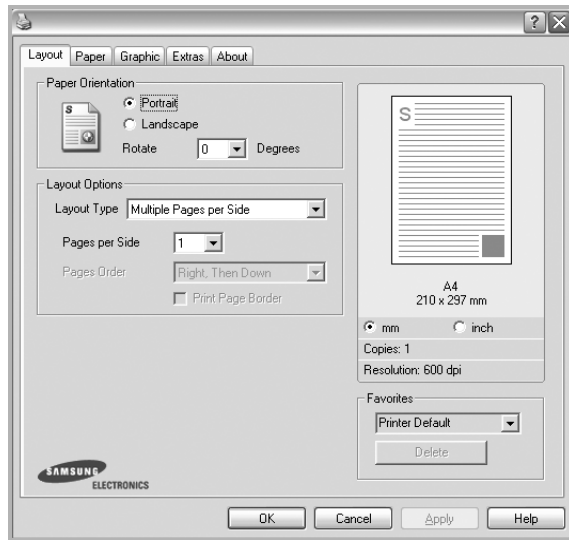 ?
Layout Paper Graphic Extras About
Paper Orientation
S
Portrait
Landscape
Rotate 0 Degrees
Layout Options
Layout Type Multiple Pages per Side
Pages per Side 1
Pages Order Right, Then Down
Print Page Border
S
A4
210 x 297 mm
mm inch
Copies: 1
Resolution: 600 dpi
Favorites
Printer Default
Delete
SAMSUNG
ELECTRONICS
OK Cancel Apply Help